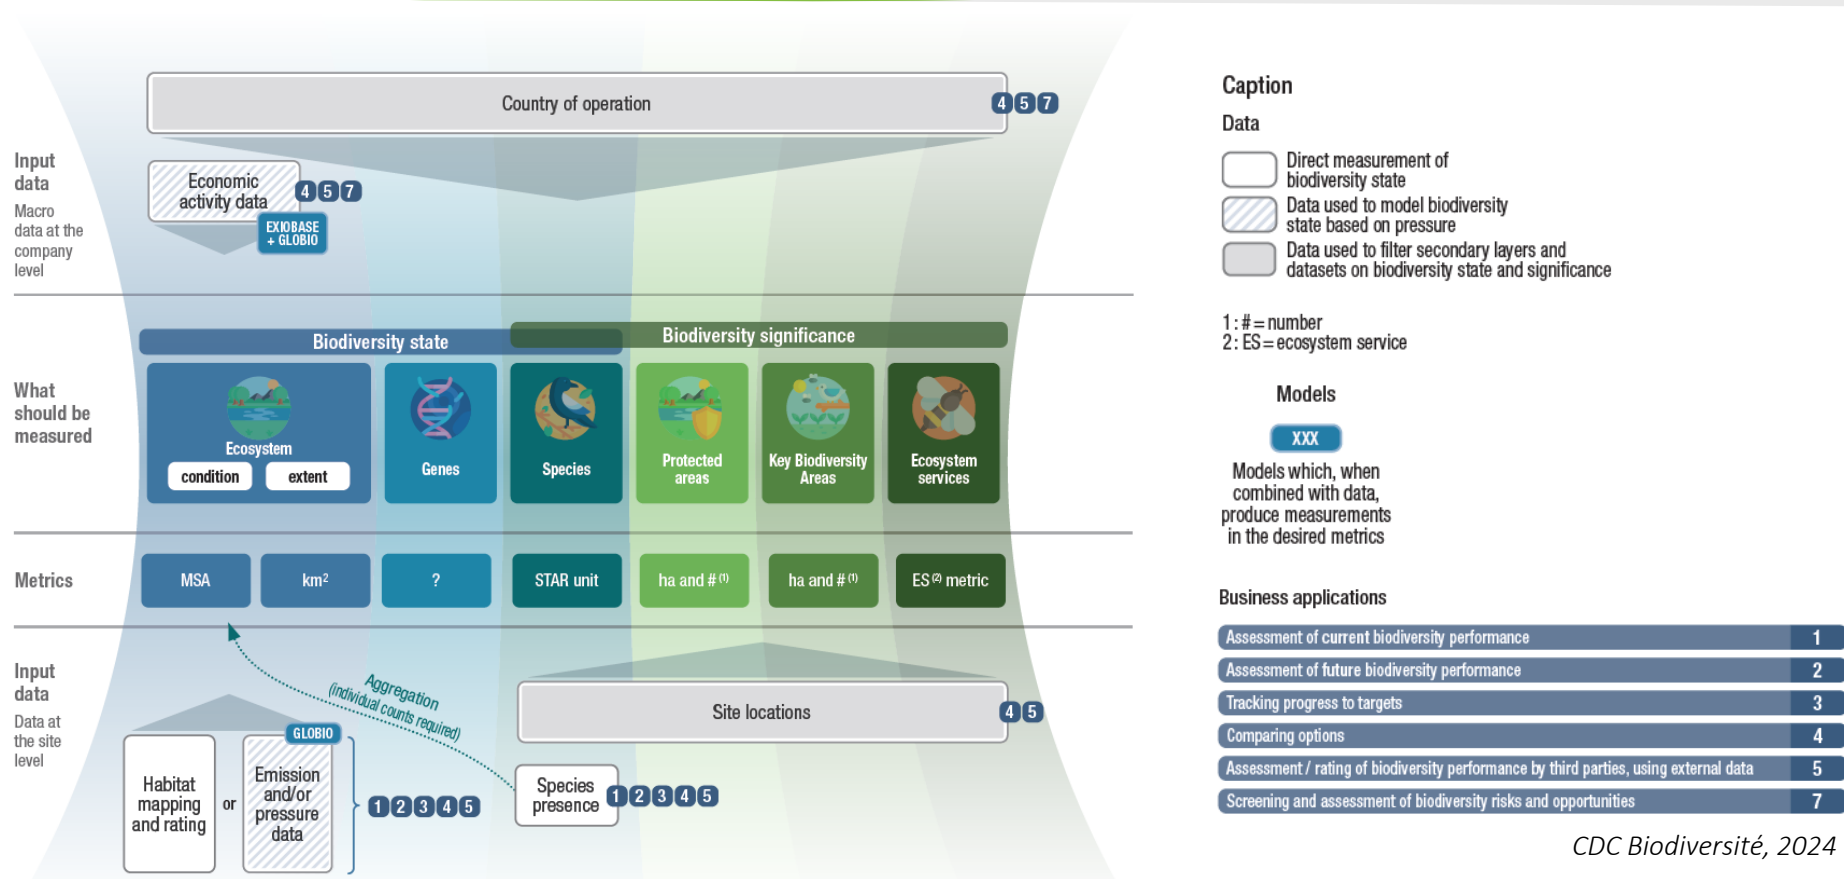 Country of operation
4 5 7
Input
data
Macro
data at the
company
level
Economic
activity data
4 5 7
EXIOBASE
+ GLOBIO
What
should be
measured
Biodiversity state
Biodiversity significance
Ecosystem
condition
extent
Genes
Species
Protected
areas
Key Biodiversity
Areas
Ecosystem
services
Metrics
MSA
km²
?
STAR unit
ha and # (1)
ha and # (1)
ES (2) metric
Input
data
Data at
the site
level
Aggregation
(individual counts required)
Site locations
4 5
GLOBIO
Habitat
mapping
and rating
or
Emission
and/or
pressure
data
1 2 3 4 5
Species
presence
1 2 3 4 5
Caption
Data
Direct measurement of
biodiversity state
Data used to model biodiversity
state based on pressure
Data used to filter secondary layers and
datasets on biodiversity state and significance
1 : # = number
2 : ES = ecosystem service
Models
XXX
Models which, when
combined with data,
produce measurements
in the desired metrics
Business applications
Assessment of current biodiversity performance 1
Assessment of future biodiversity performance 2
Tracking progress to targets 3
Comparing options 4
Assessment / rating of biodiversity performance by third parties, using external data 5
Screening and assessment of biodiversity risks and opportunities 7
CDC Biodiversité, 2024